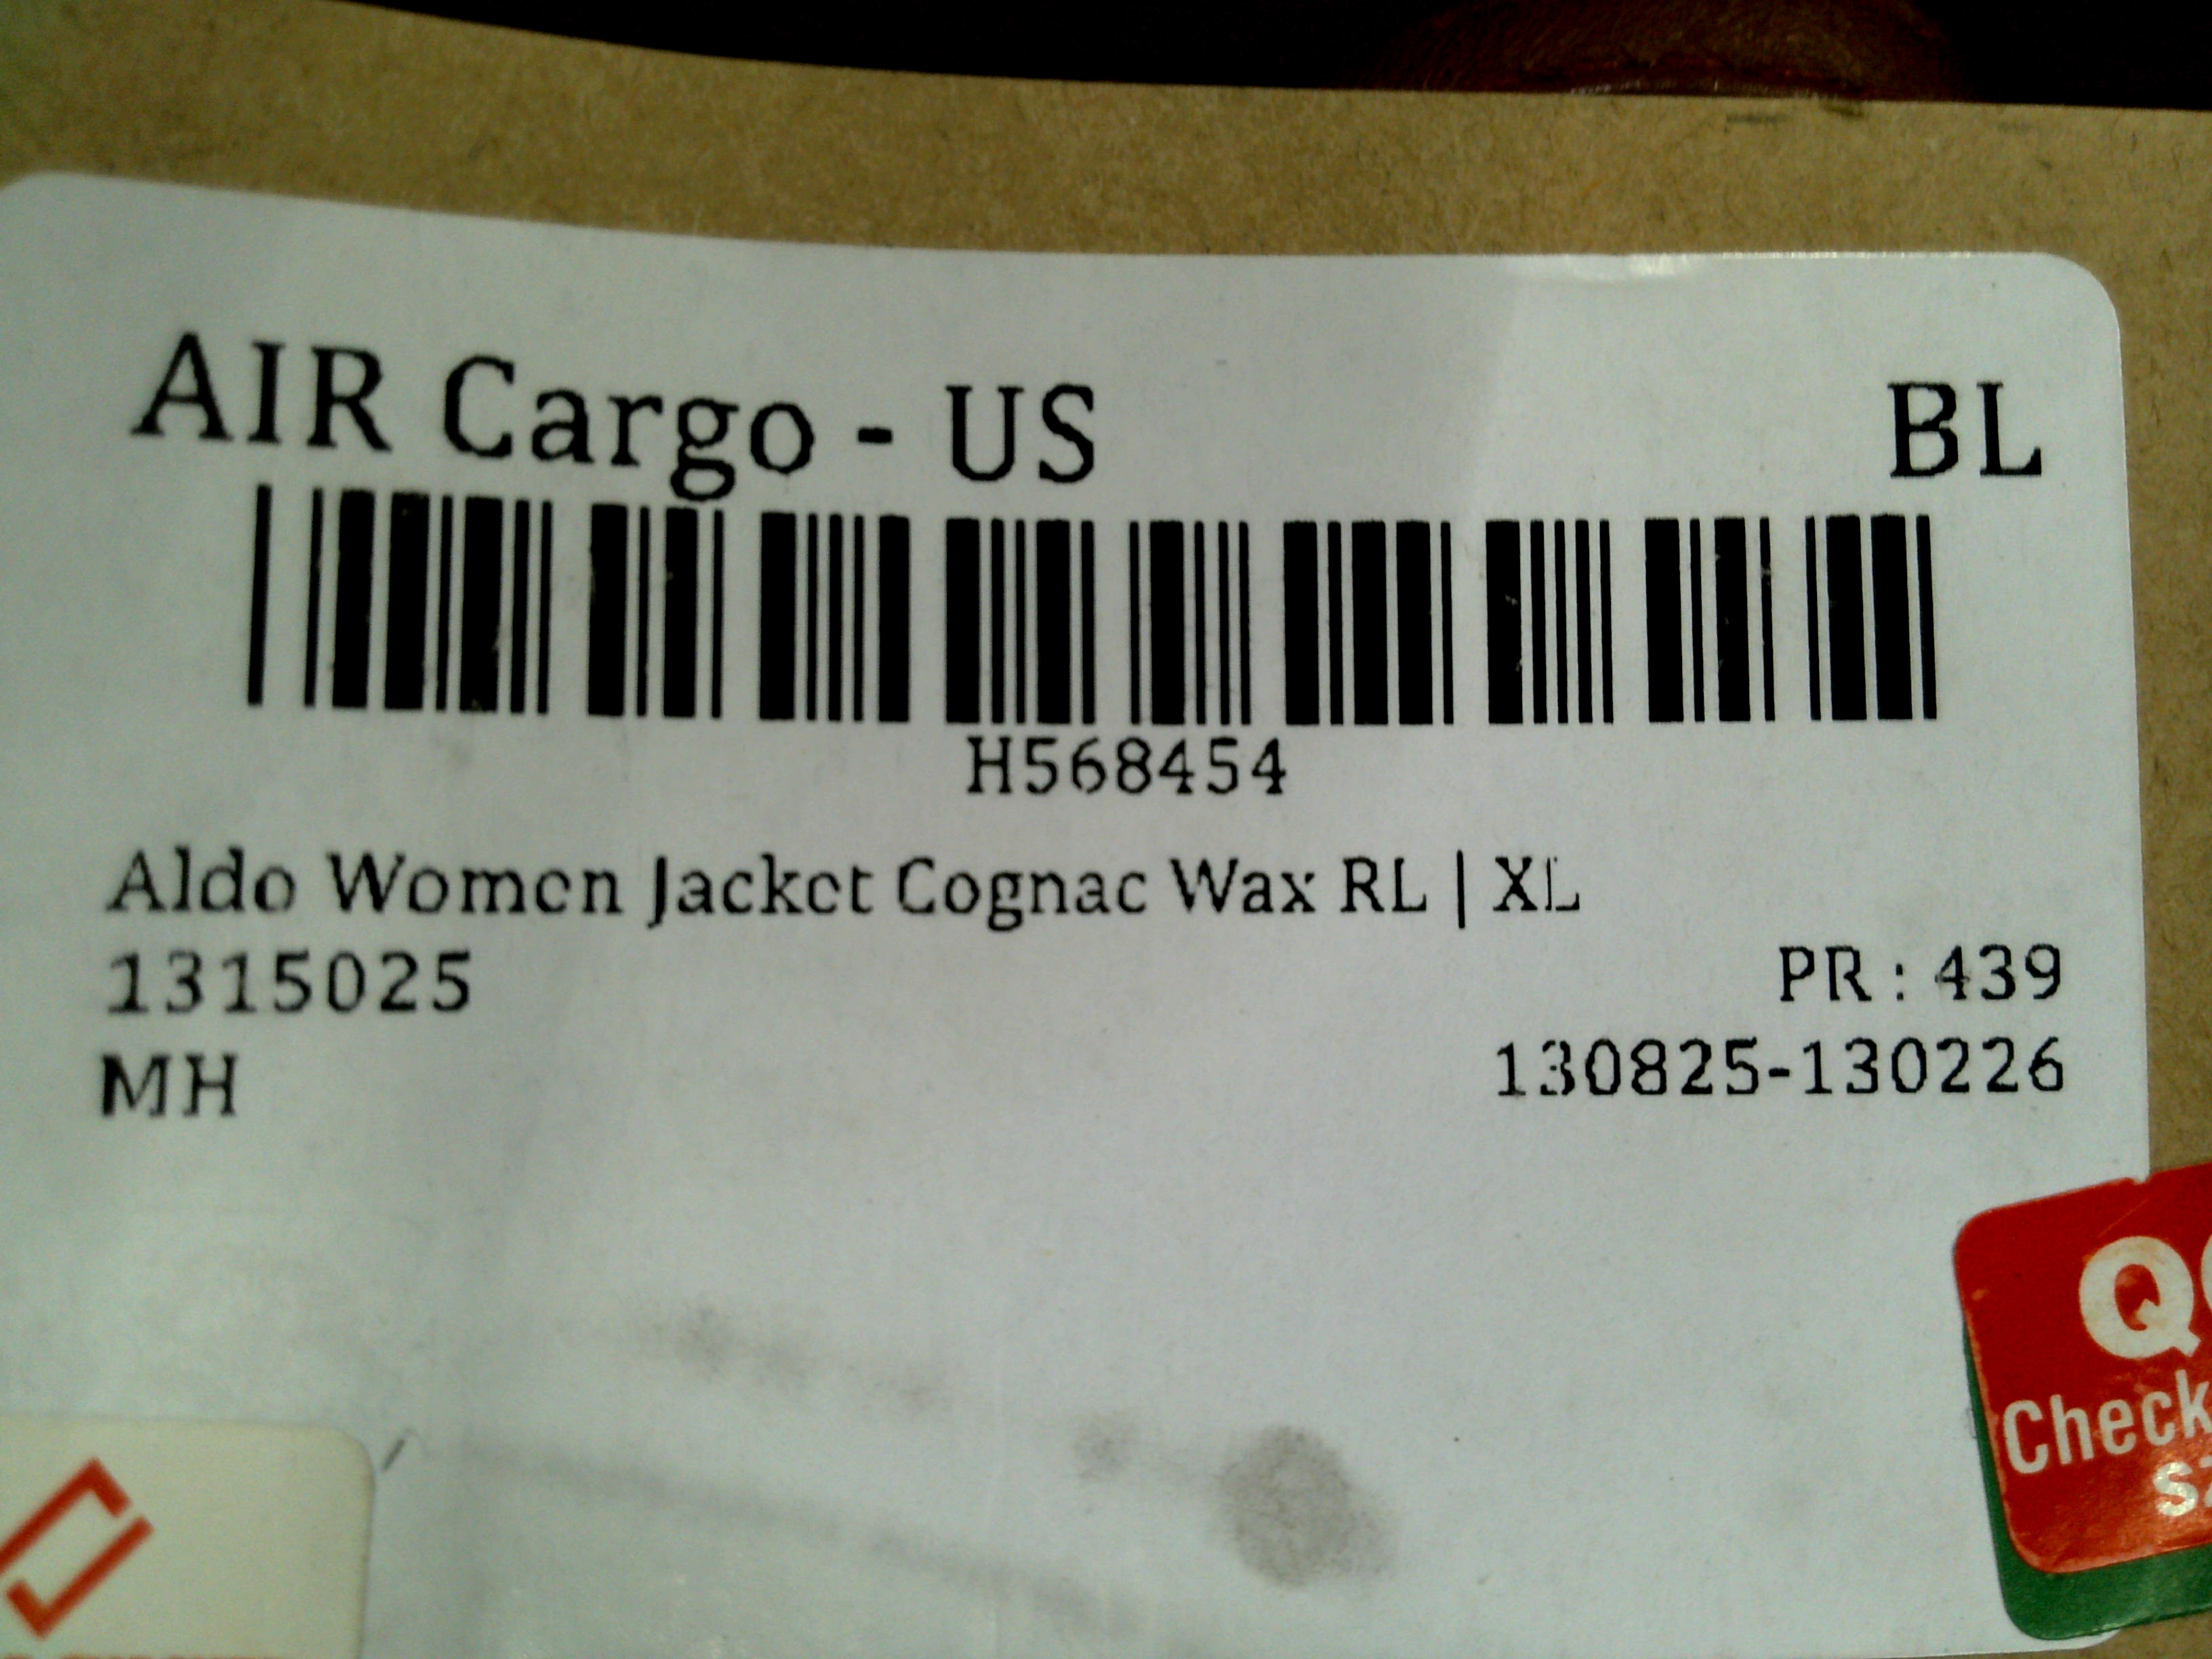 AIR Cargo - US BL
H568454
Aldo Women Jacket Cognac Wax RL | XL
1315025 PR : 439
MH 130825-130226
Check